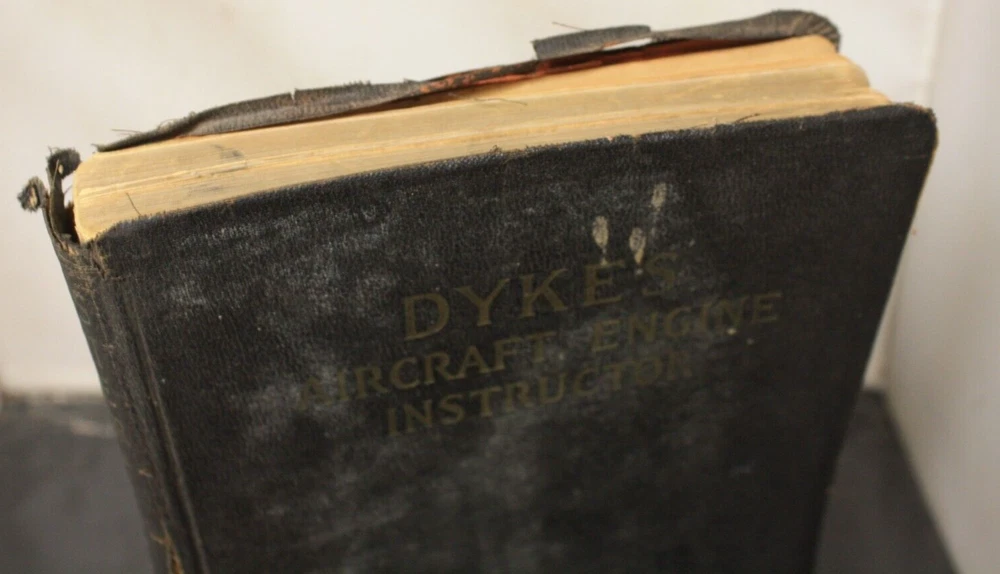 DYKE'S
AIRCRAFT ENGINE
INSTRUCTOR